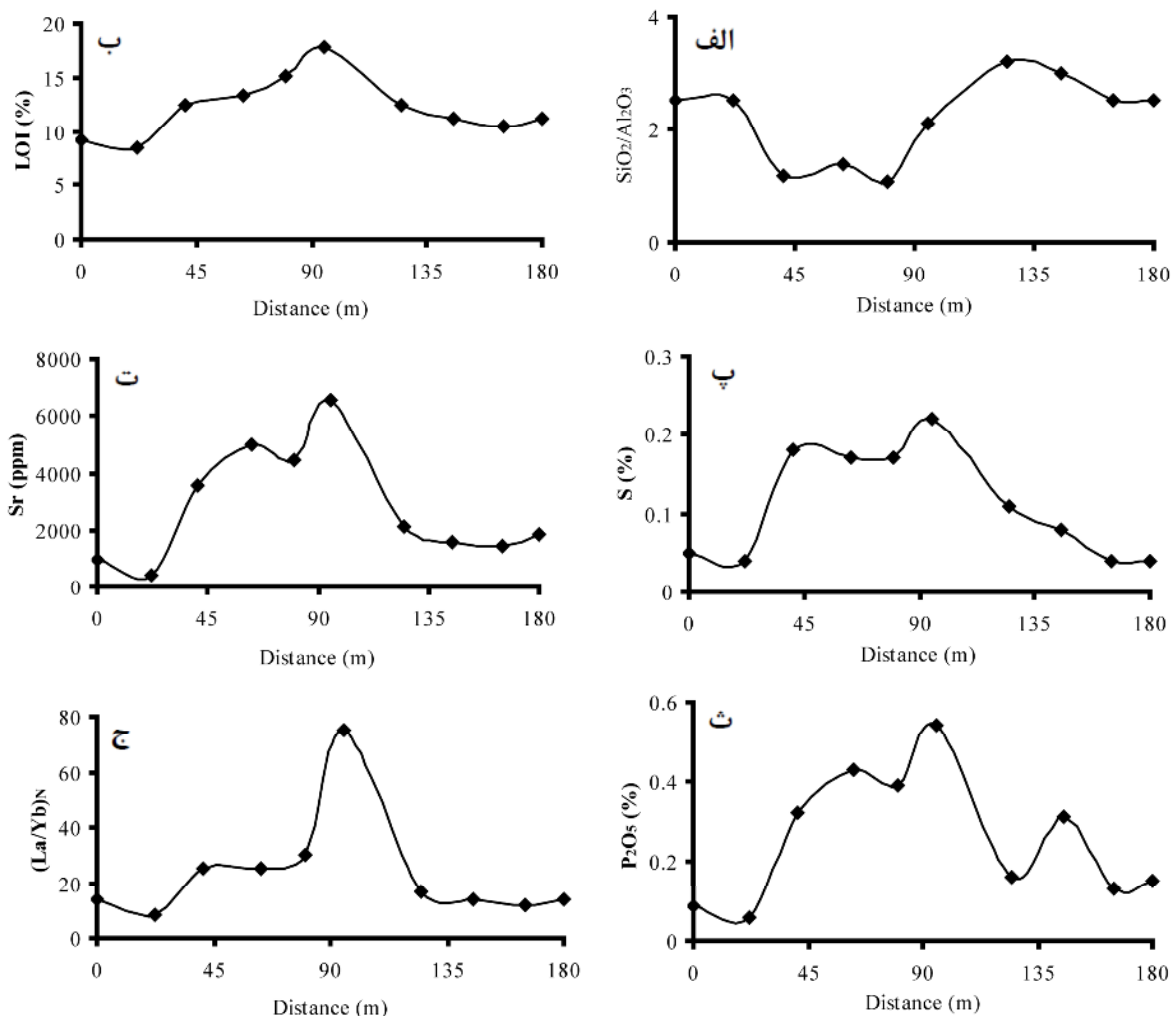 الف
SiO₂/Al₂O₃
4
2
0
0 45 90 135 180
Distance (m)
ب
LOI (%)
20
15
10
5
0
0 45 90 135 180
Distance (m)
پ
S (%)
0.3
0.2
0.1
0
0 45 90 135 180
Distance (m)
ت
Sr (ppm)
8000
6000
4000
2000
0
0 45 90 135 180
Distance (m)
ث
P₂O₅ (%)
0.6
0.4
0.2
0
0 45 90 135 180
Distance (m)
ج
(La/Yb)N
80
60
40
20
0
0 45 90 135 180
Distance (m)